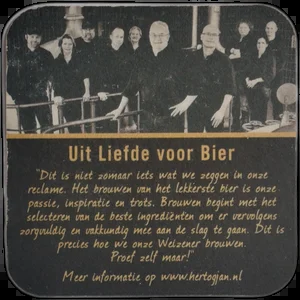 Uit Liefde voor Bier
"Dit is niet zomaar iets wat we zeggen in onze
reclame. Het brouwen van het lekkerste bier is onze
passie, inspiratie en trots. Brouwen begint met het
selecteren van de beste ingrediënten om er vervolgens
zorgvuldig en vakkundig mee aan de slag te gaan. Dit is
precies hoe we onze Weizener brouwen.
Proef zelf maar!"
Meer informatie op www.hertogjan.nl